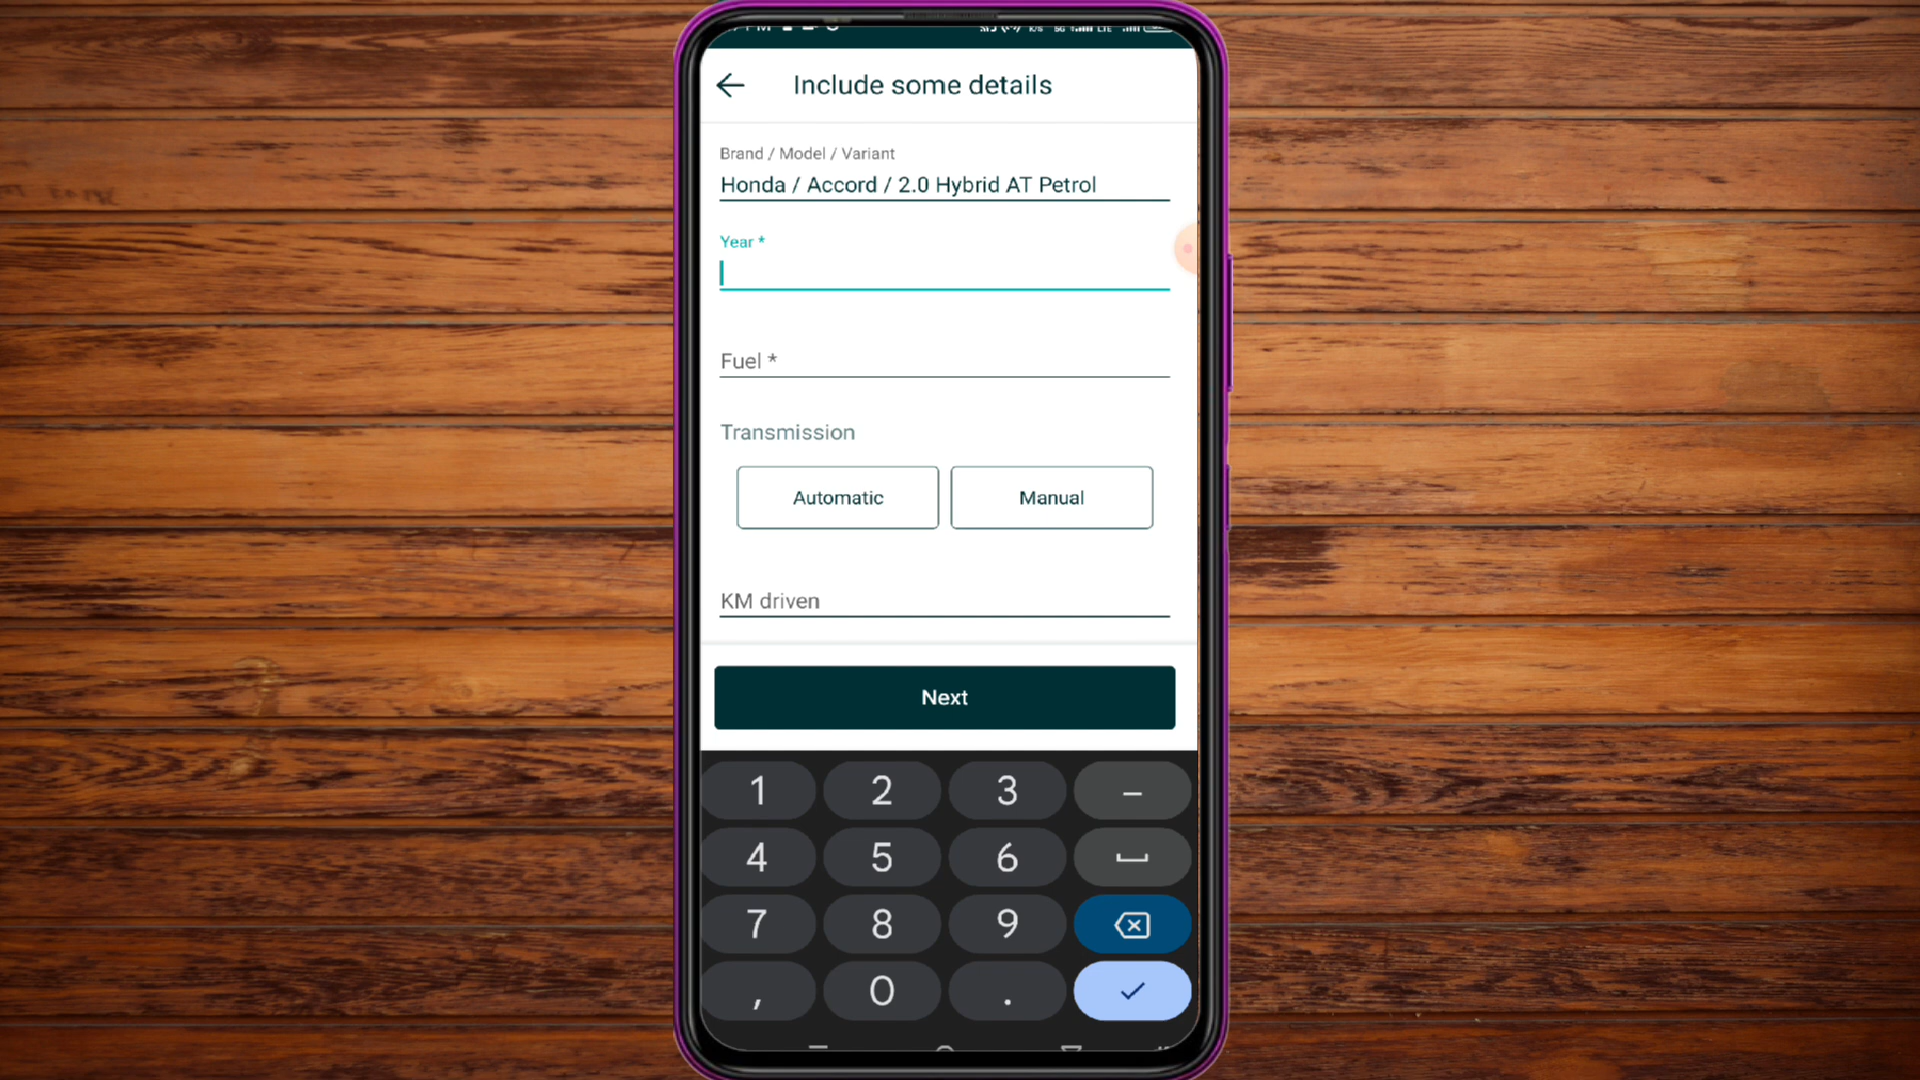 Include some details
Brand / Model / Variant
Honda / Accord / 2.0 Hybrid AT Petrol
Year *
Fuel *
Transmission
Automatic Manual
KM driven
Next
1 2 3 –
4 5 6
7 8 9
, 0 .